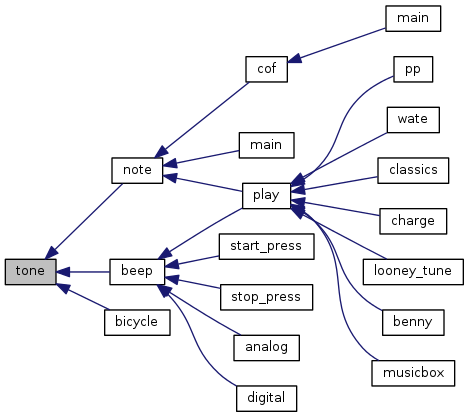 main
cof
pp
wate
note
main
classics
play
charge
start_press
tone
beep
looney_tune
stop_press
bicycle
benny
analog
musicbox
digital